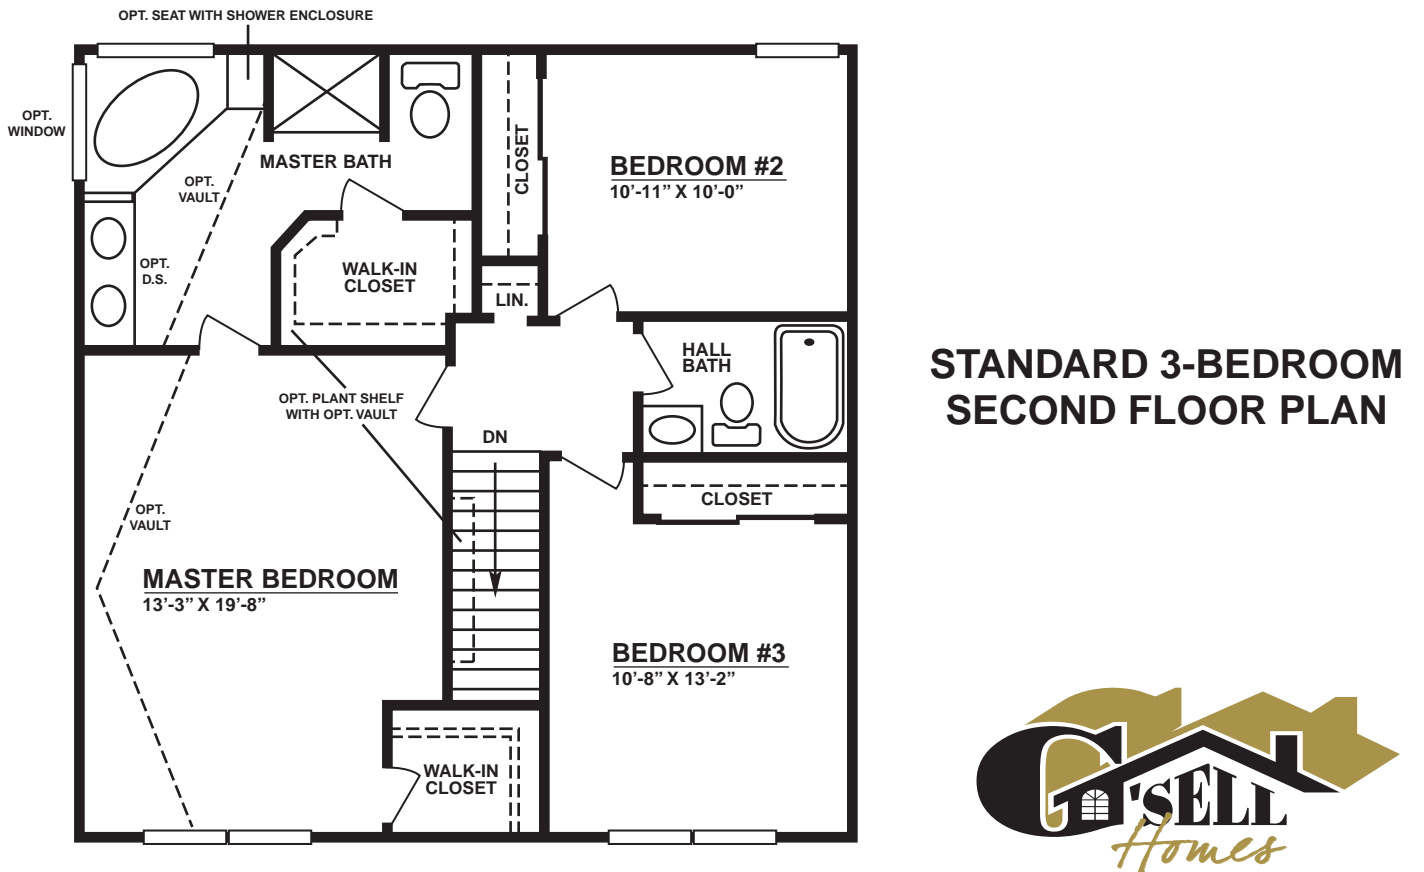 OPT. SEAT WITH SHOWER ENCLOSURE
OPT.
WINDOW
MASTER BATH
OPT.
VAULT
OPT.
D.S.
WALK-IN
CLOSET
CLOSET
LIN.
BEDROOM #2
10'-11” X 10'-0”
HALL
BATH
OPT. PLANT SHELF
WITH OPT. VAULT
DN
CLOSET
OPT.
VAULT
MASTER BEDROOM
13'-3” X 19'-8”
BEDROOM #3
10'-8” X 13'-2”
WALK-IN
CLOSET
STANDARD 3-BEDROOM
SECOND FLOOR PLAN
G'SELL
Homes